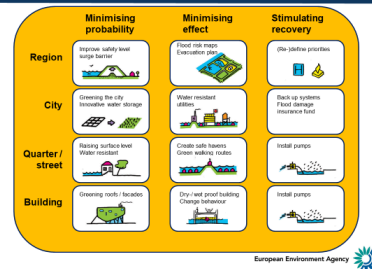 Minimising probability
Minimising effect
Stimulating recovery
Region
Improve safety level
surge barrier
Flood risk maps
Evacuation plan
(Re-)define priorities
City
Greening the city
Innovative water storage
Water resistant
utilities
Back up systems
Flood damage
insurance fund
Quarter /
street
Raising surface level
Water resistant
Create safe havens
Green walking routes
Install pumps
Building
Greening roofs / facades
Dry-/ wet proof building
Change behaviour
Install pumps
European Environment Agency